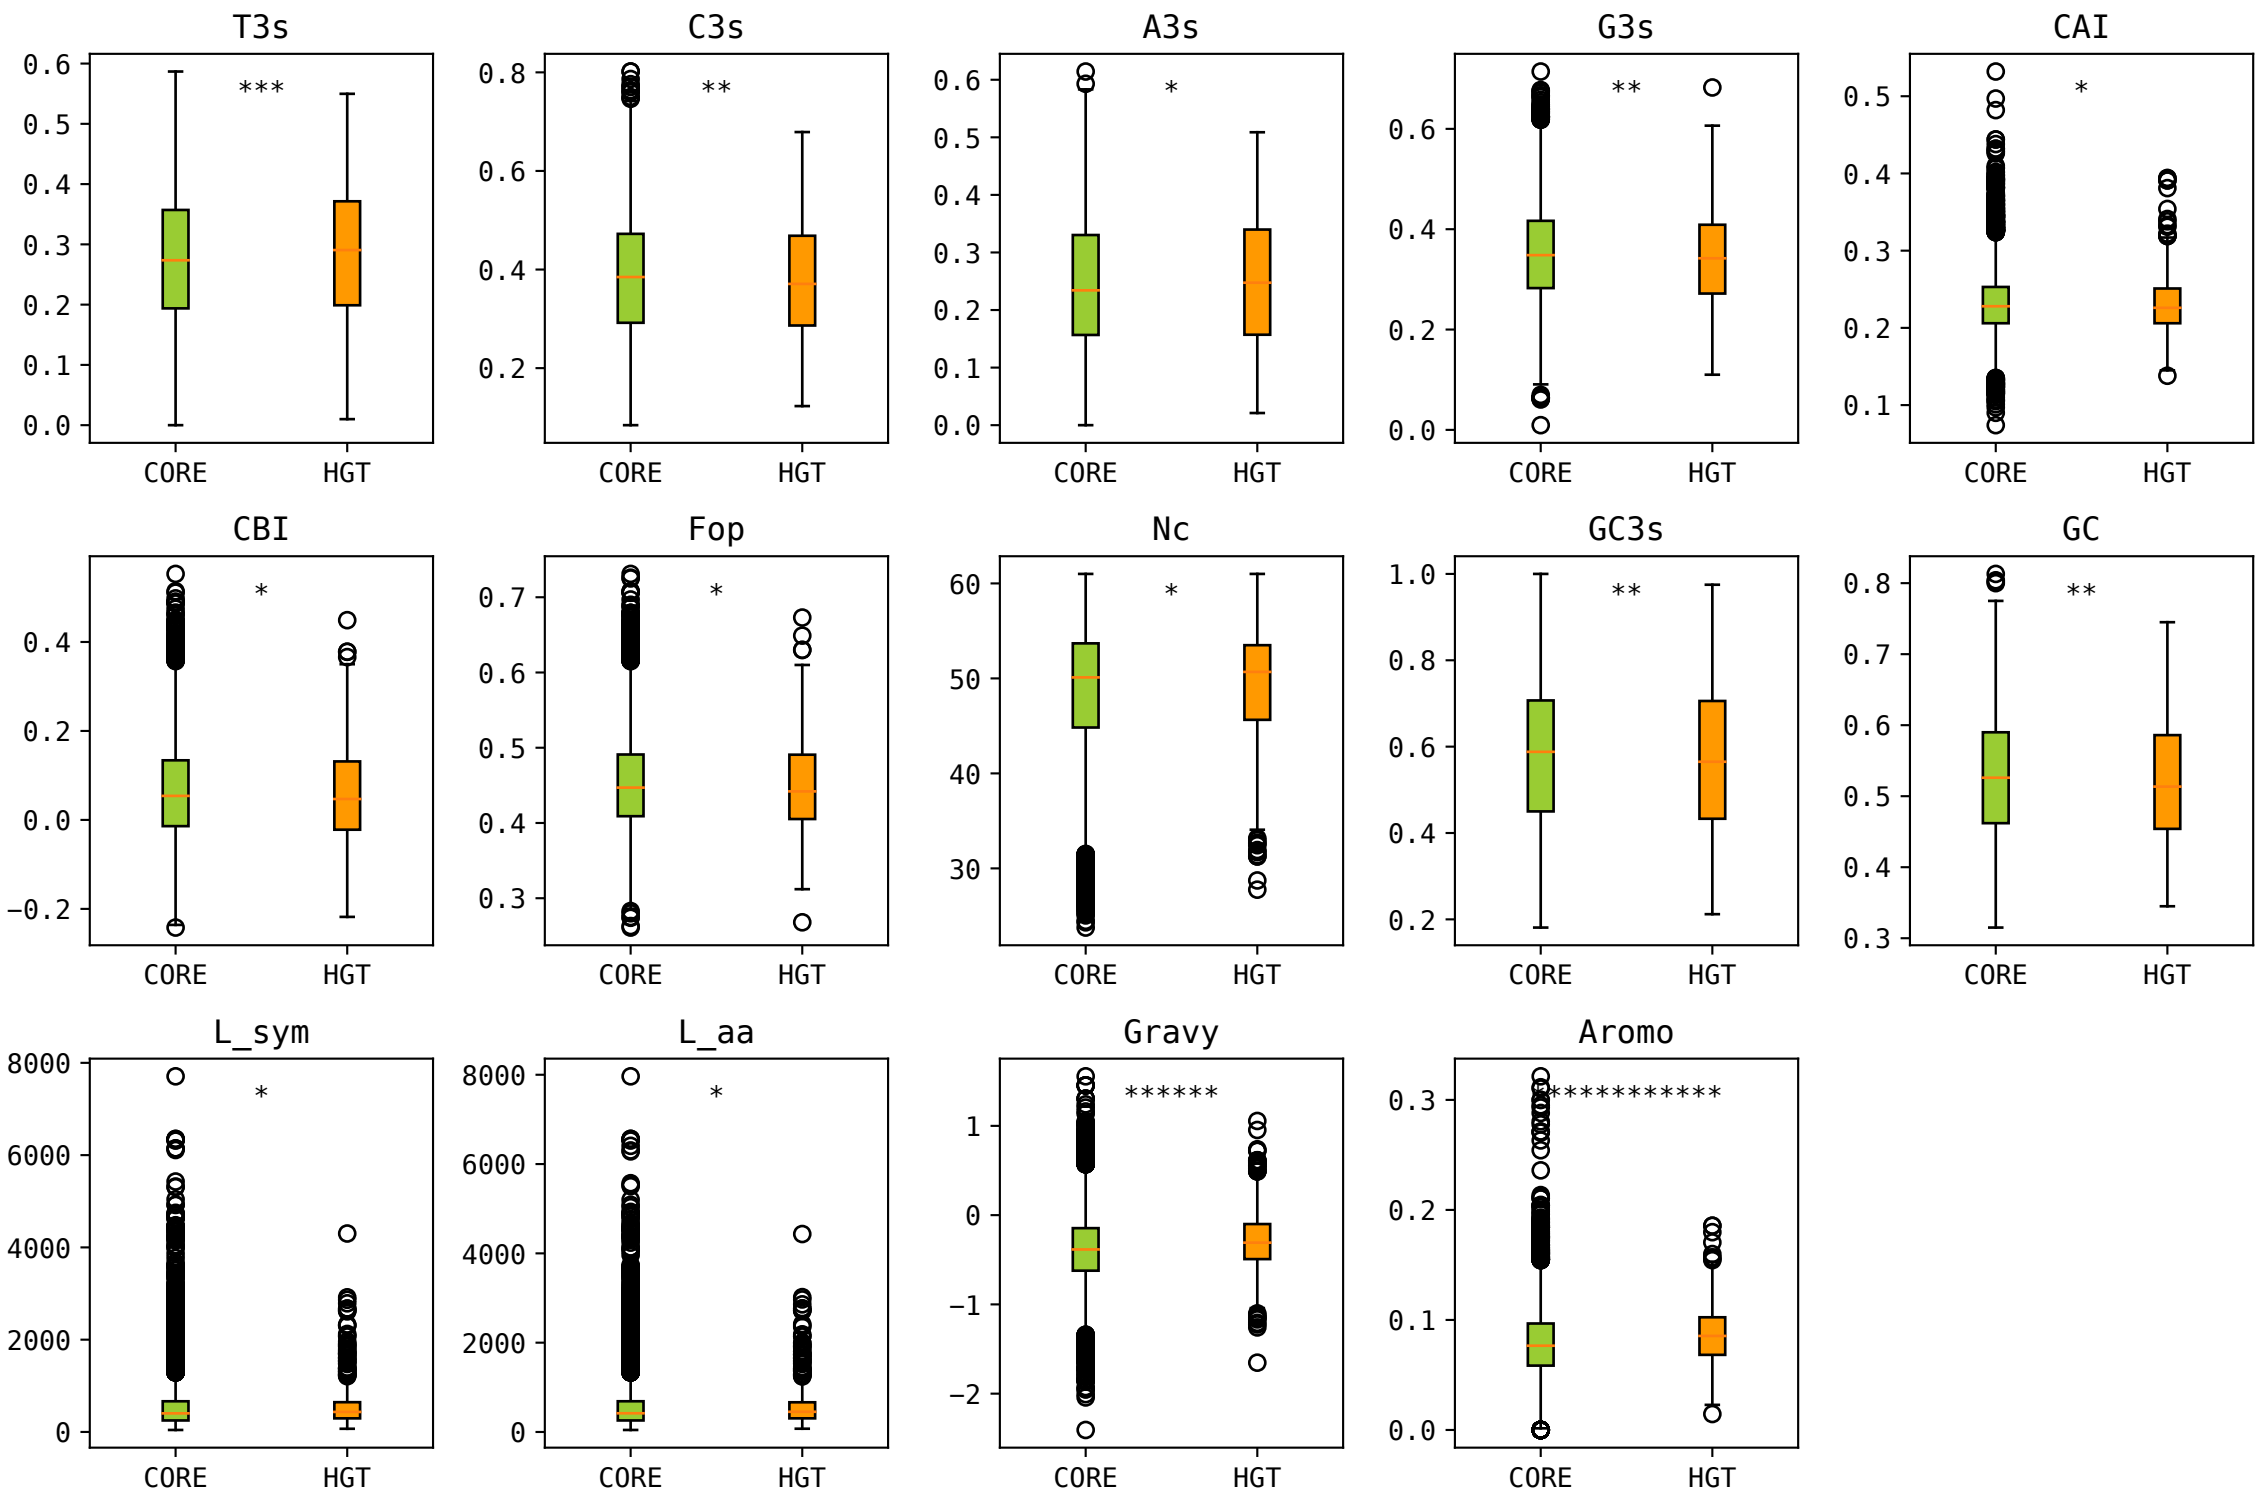 T3s
0.6
0.5
0.4
0.3
0.2
0.1
0.0
***
CORE HGT
C3s
0.8
0.6
0.4
0.2
**
CORE HGT
A3s
0.6
0.5
0.4
0.3
0.2
0.1
0.0
*
CORE HGT
G3s
0.6
0.4
0.2
0.0
**
CORE HGT
CAI
0.5
0.4
0.3
0.2
0.1
*
CORE HGT
CBI
0.4
0.2
0.0
−0.2
*
CORE HGT
Fop
0.7
0.6
0.5
0.4
0.3
*
CORE HGT
Nc
60
50
40
30
*
CORE HGT
GC3s
1.0
0.8
0.6
0.4
0.2
**
CORE HGT
GC
0.8
0.7
0.6
0.5
0.4
0.3
**
CORE HGT
L_sym
8000
6000
4000
2000
0
*
CORE HGT
L_aa
8000
6000
4000
2000
0
*
CORE HGT
Gravy
1
0
−1
−2
******
CORE HGT
Aromo
0.3
0.2
0.1
0.0
************
CORE HGT